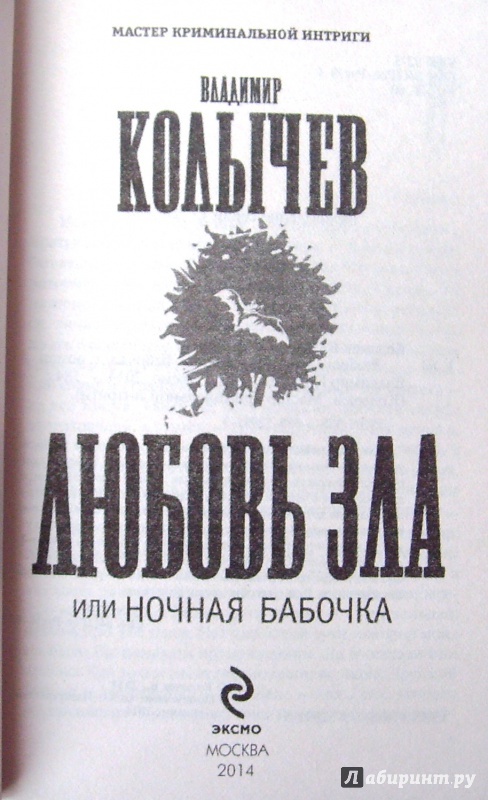 МАСТЕР КРИМИНАЛЬНОЙ ИНТРИГИ
ВЛАДИМИР
КОЛЫЧЕВ
ЛЮБОВЬ ЗЛА
ИЛИ НОЧНАЯ БАБОЧКА
ЭКСМО
МОСКВА
2014
Лабиринт.ру